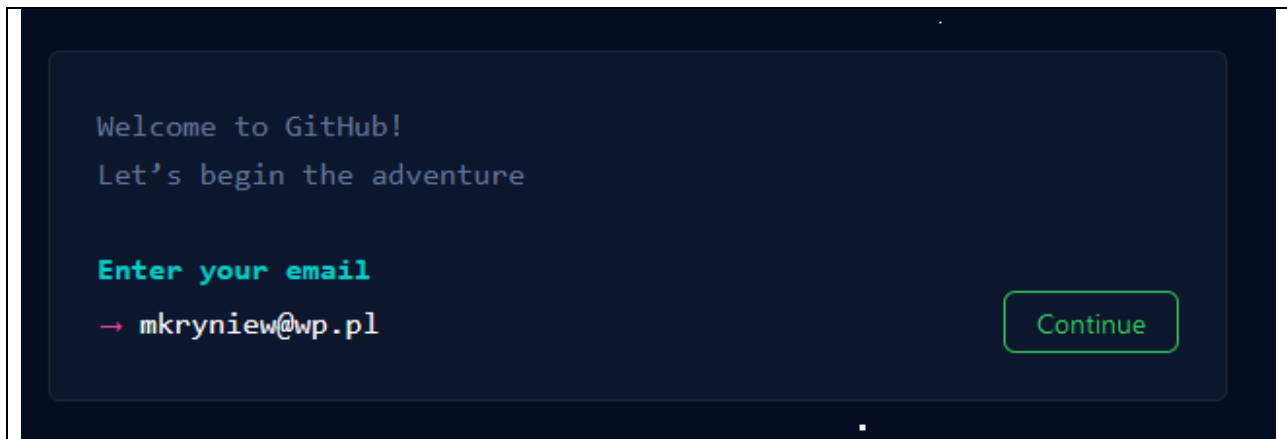 Welcome to GitHub!
Let’s begin the adventure
Enter your email
→ mkryniew@wp.pl
Continue